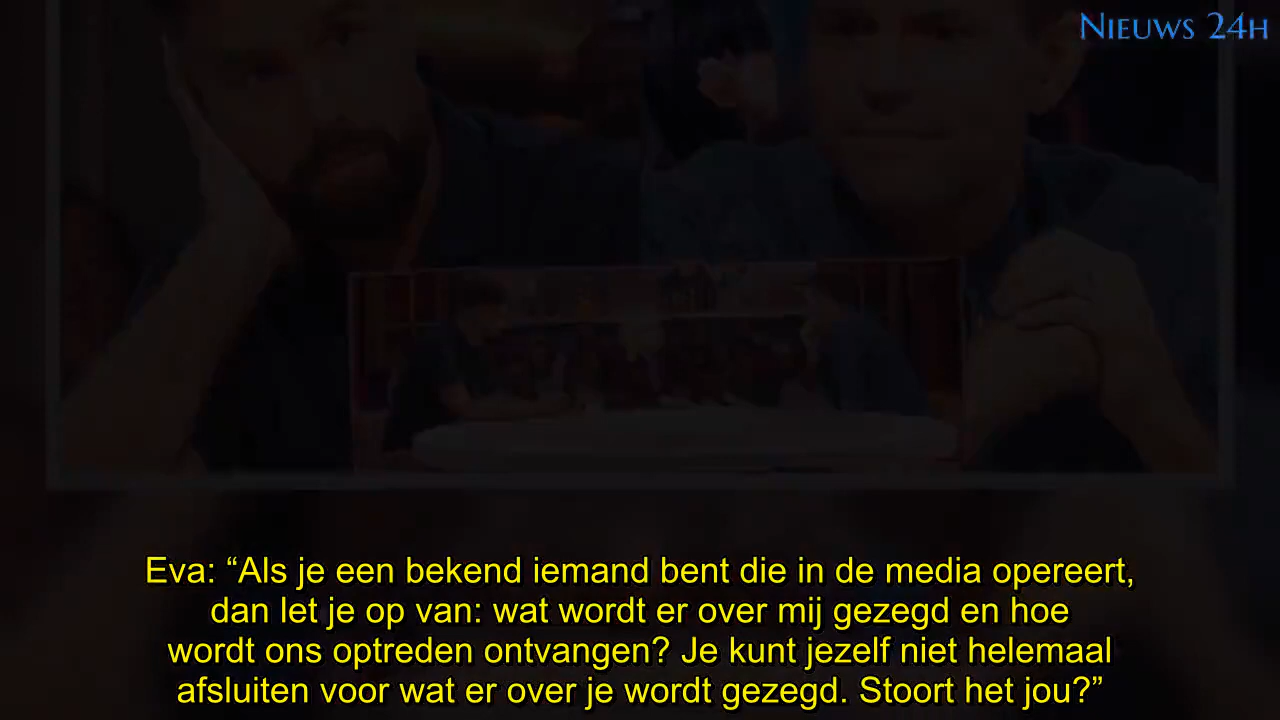 Nieuws 24h
Eva: “Als je een bekend iemand bent die in de media opereert,
dan let je op van: wat wordt er over mij gezegd en hoe
wordt ons optreden ontvangen? Je kunt jezelf niet helemaal
afsluiten voor wat er over je wordt gezegd. Stoort het jou?”